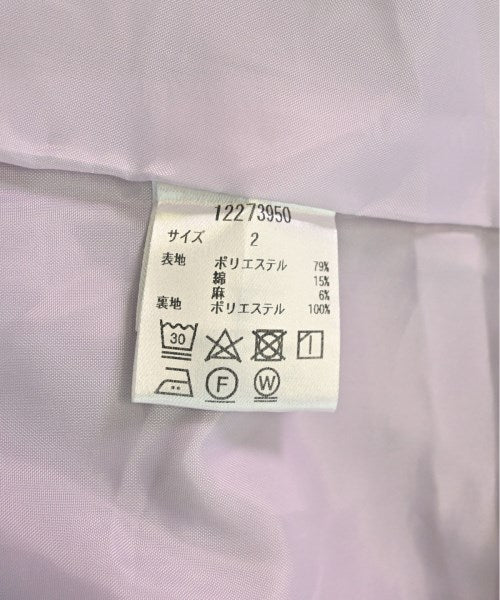 12273950
サイズ 2
表地 ポリエステル 79%
綿 15%
麻 6%
裏地 ポリエステル 100%
30
F W